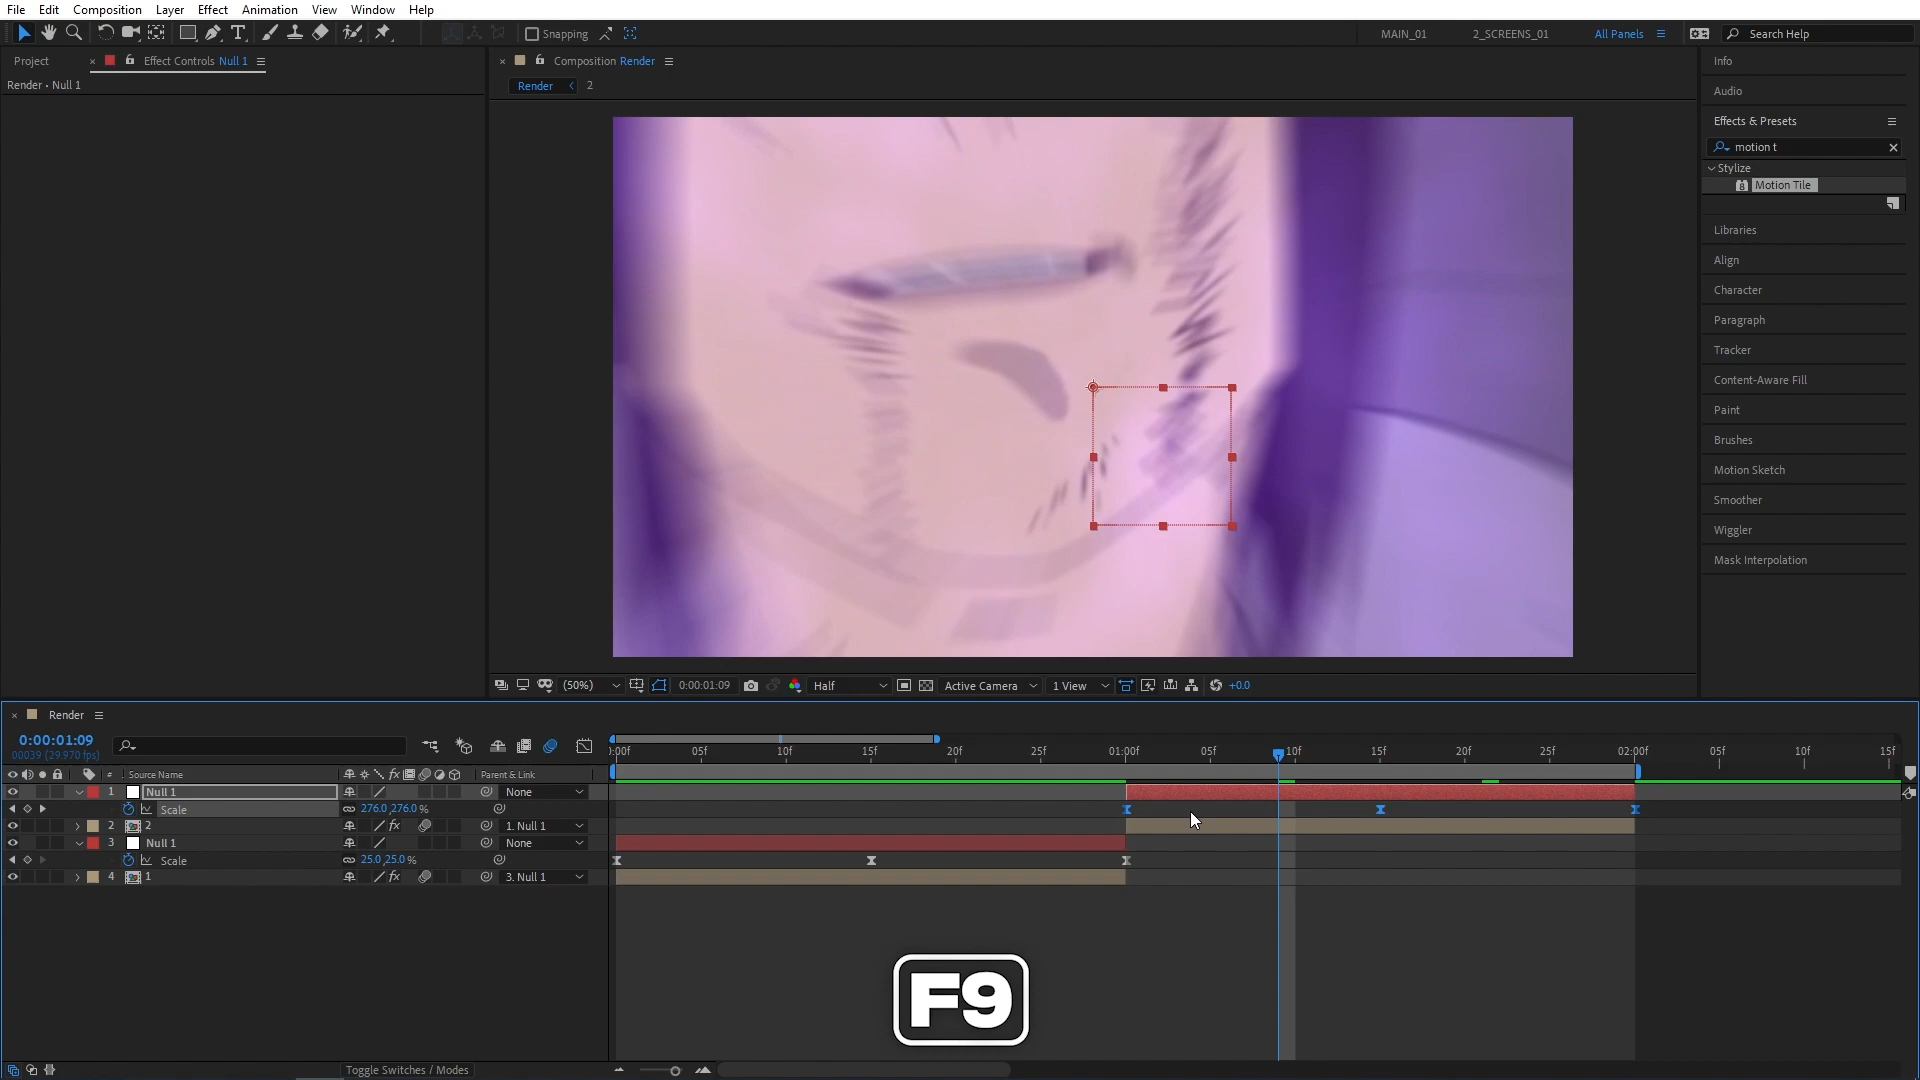 File Edit Composition Layer Effect Animation View Window Help
Snapping MAIN_01 2_SCREENS_01 All Panels Search Help
Project Effect Controls Null 1 Composition Render Info
Render • Null 1 Render 2 Audio
Effects & Presets
motion t
Stylize
8 Motion Tile
Libraries
Align
Character
Paragraph
Tracker
Content-Aware Fill
Paint
Brushes
Motion Sketch
Smoother
Wiggler
Mask Interpolation
(50%) 0:00:01:09 Half Active Camera 1 View +0.0
Render
0:00:01:09
00039 (29.970 fps)
):00f 05f 10f 15f 20f 25f 01:00f 05f 10f 15f 20f 25f 02:00f 05f 10f 15f
# Source Name fx Parent & Link
1 Null 1 None
Scale 276.0,276.0 %
2 2 fx 1. Null 1
3 Null 1 None
Scale 25.0,25.0 %
4 1 fx 3. Null 1
F9
Toggle Switches / Modes